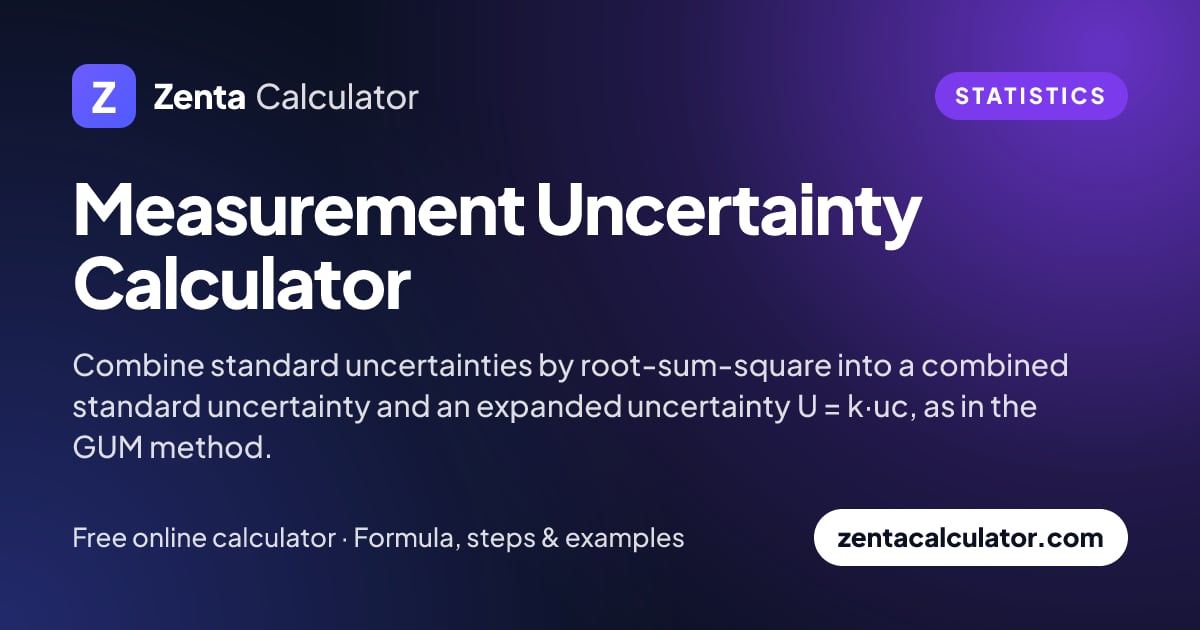 Z
Zenta Calculator
STATISTICS
Measurement Uncertainty
Calculator
Combine standard uncertainties by root-sum-square into a combined
standard uncertainty and an expanded uncertainty U = k·uc, as in the
GUM method.
Free online calculator · Formula, steps & examples
zentacalculator.com